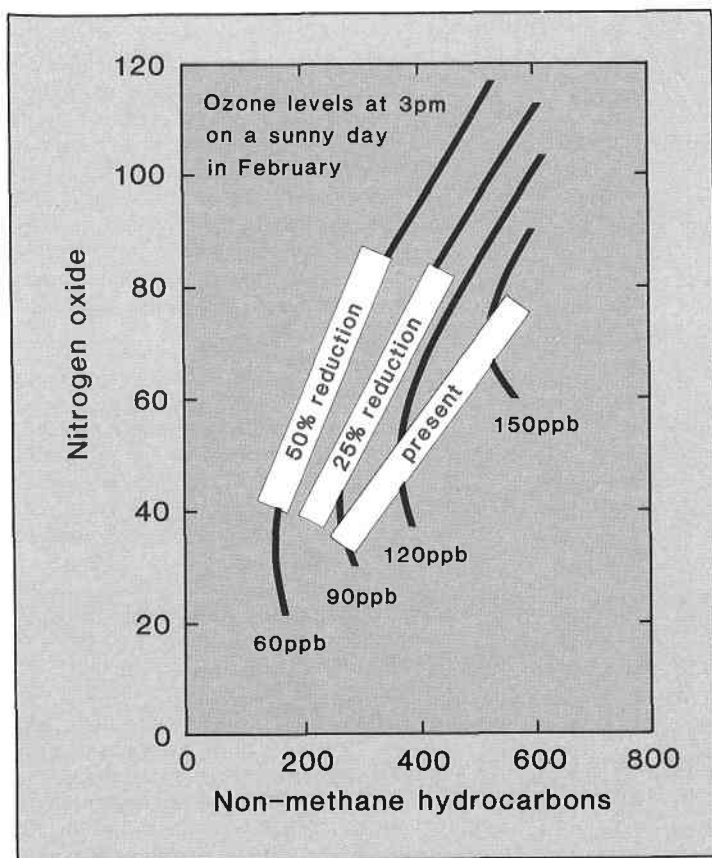 120
100
80
60
40
20
0
Nitrogen oxide
Ozone levels at 3pm
on a sunny day
in February
50% reduction
25% reduction
present
150ppb
120ppb
90ppb
60ppb
0 200 400 600 800
Non-methane hydrocarbons